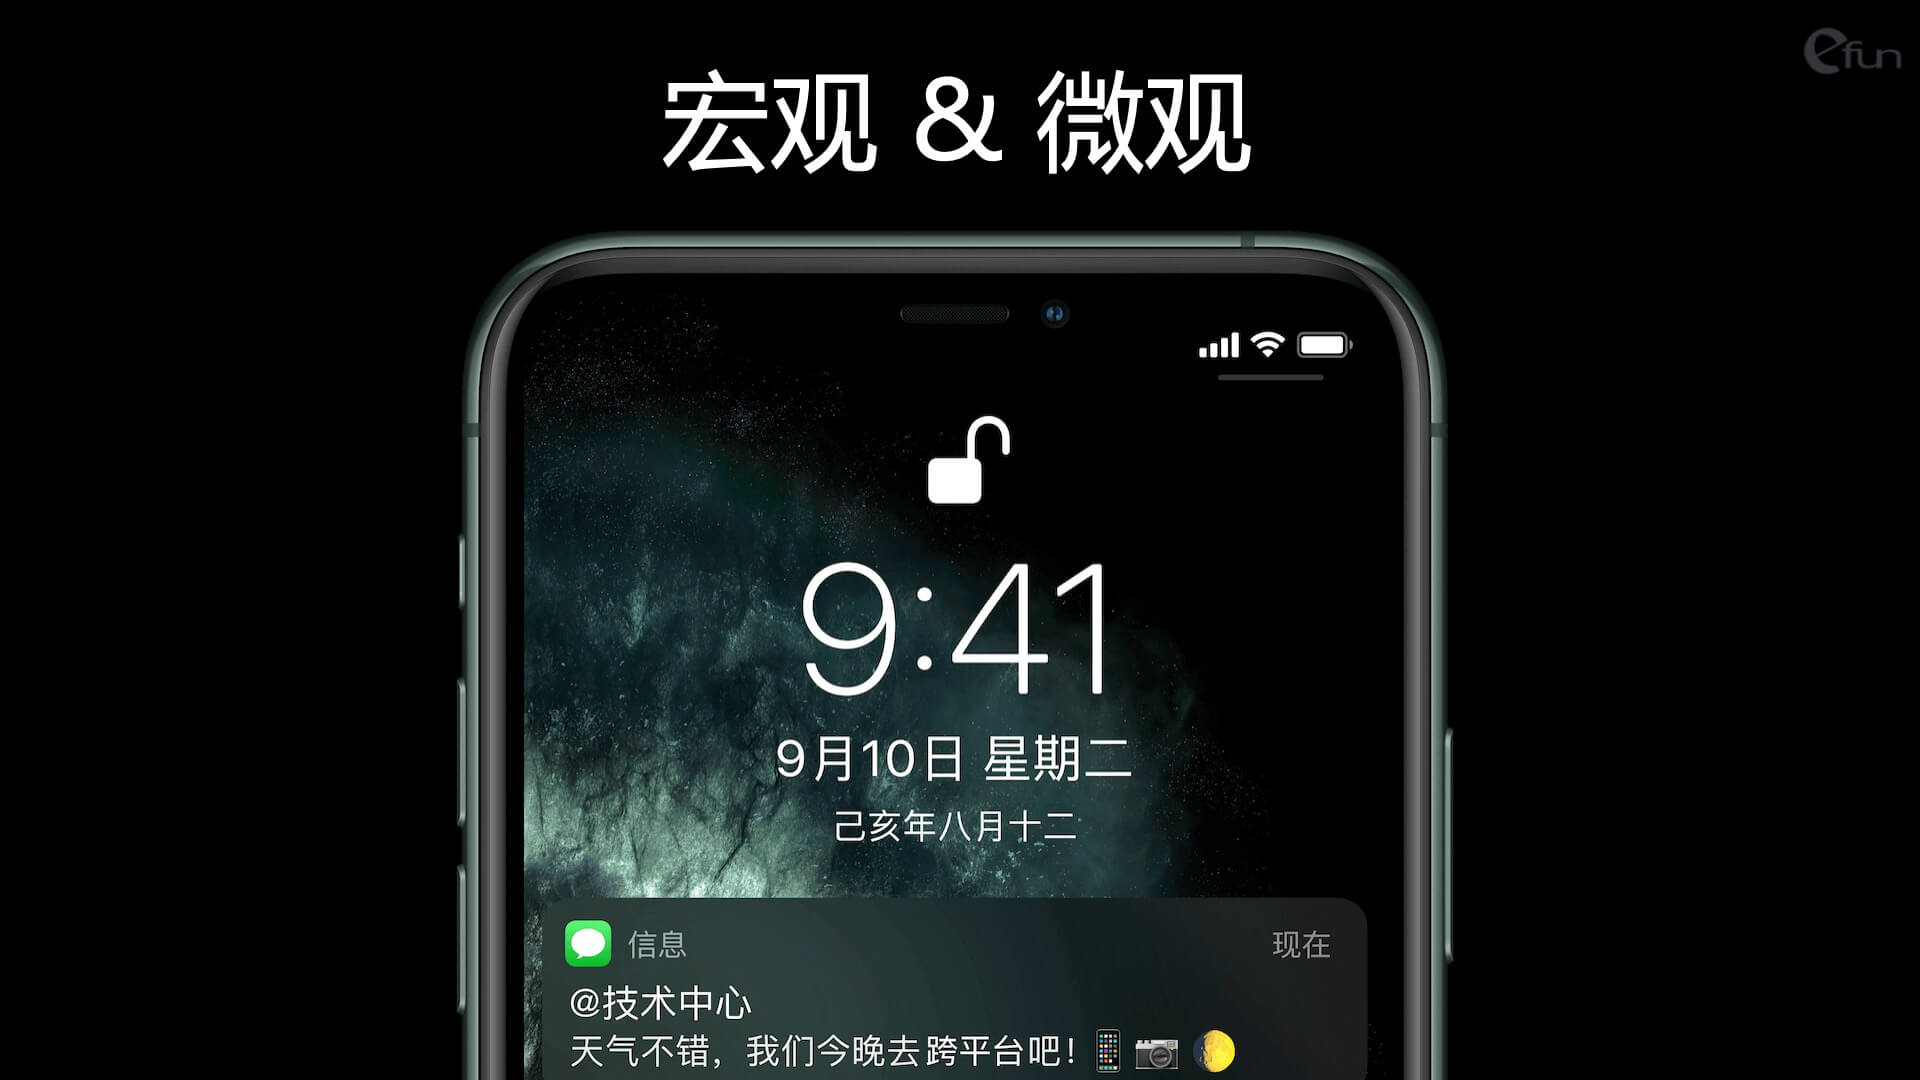 efun
宏观 & 微观
9:41
9月10日 星期二
己亥年八月十二
信息 现在
@技术中心
天气不错，我们今晚去跨平台吧！📱📷🌔